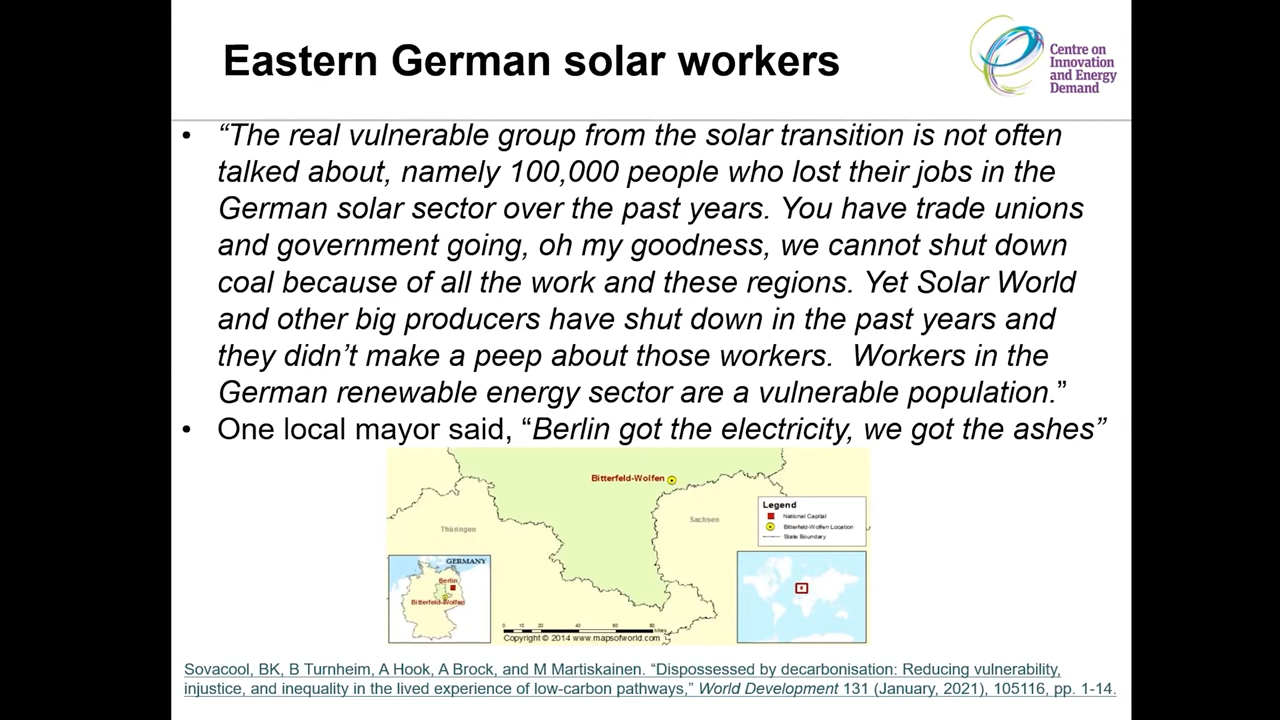 Eastern German solar workers
Centre on
Innovation
and Energy
Demand
• “The real vulnerable group from the solar transition is not often
talked about, namely 100,000 people who lost their jobs in the
German solar sector over the past years. You have trade unions
and government going, oh my goodness, we cannot shut down
coal because of all the work and these regions. Yet Solar World
and other big producers have shut down in the past years and
they didn’t make a peep about those workers.  Workers in the
German renewable energy sector are a vulnerable population.”
• One local mayor said, “Berlin got the electricity, we got the ashes”
Bitterfeld-Wolfen
Thüringen
Sachsen
Legend
National Capital
Bitterfeld-Wolfen Location
State Boundary
GERMANY
Berlin
Bitterfeld-Wolfen
0 10 20 40 60 80
Miles
Copyright © 2014 www.mapsofworld.com
Sovacool, BK, B Turnheim, A Hook, A Brock, and M Martiskainen. “Dispossessed by decarbonisation: Reducing vulnerability,
injustice, and inequality in the lived experience of low-carbon pathways,” World Development 131 (January, 2021), 105116, pp. 1-14.